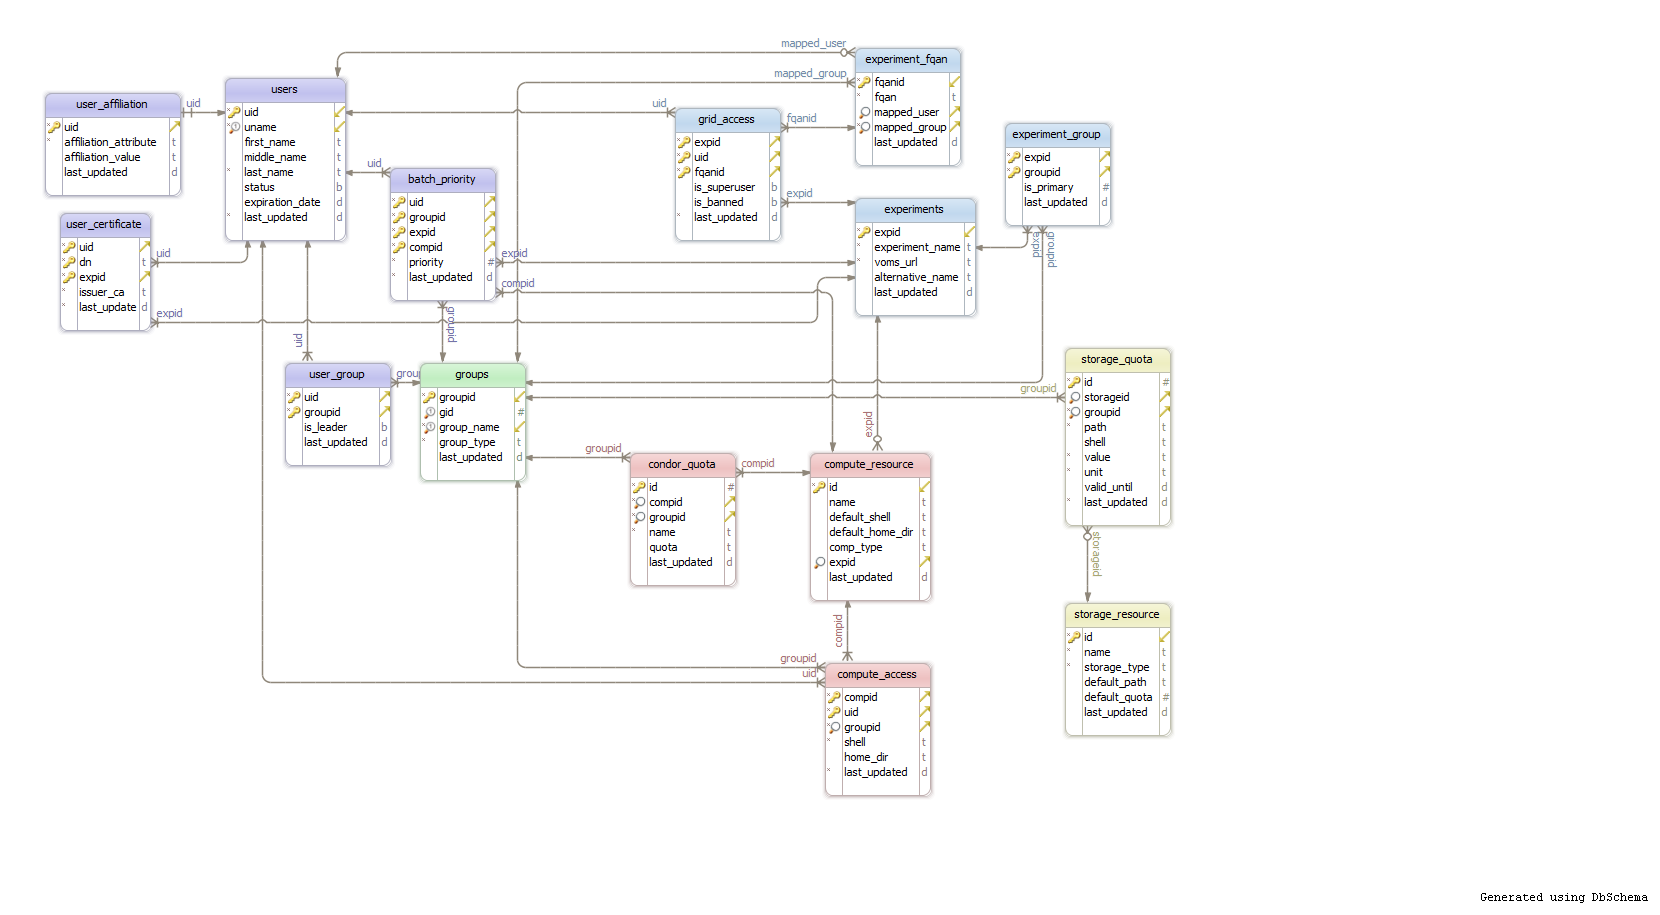 mapped_user
experiment_fqan
fqanid
fqan t
mapped_user
mapped_group
last_updated d
mapped_group
users
uid
uname
first_name t
middle_name t
last_name t
status b
expiration_date d
last_updated d
user_affiliation
uid
affiliation_attribute t
affiliation_value t
last_updated d
uid
uid
grid_access
expid
uid
fqanid
is_superuser b
is_banned b
last_updated d
fqanid
expid
experiment_group
expid
groupid
is_primary #
last_updated d
expid
groupid
uid
batch_priority
uid
groupid
expid
compid
priority #
last_updated d
expid
compid
groupid
experiments
expid
experiment_name t
voms_url t
alternative_name t
last_updated d
user_certificate
uid
dn t
expid
issuer_ca t
last_update d
uid
expid
uid
user_group
uid
groupid
is_leader b
last_updated d
grou
groups
groupid
gid #
group_name
group_type t
last_updated d
storage_quota
id #
storageid
groupid
path t
shell t
value t
unit t
valid_until d
last_updated d
groupid
storageid
expid
groupid
condor_quota
id #
compid
groupid
name t
quota t
last_updated d
compid
compute_resource
id
name t
default_shell t
default_home_dir t
comp_type t
expid
last_updated d
compid
storage_resource
id
name t
storage_type t
default_path t
default_quota #
last_updated d
groupid
uid
compute_access
compid
uid
groupid
shell t
home_dir t
last_updated d
Generated using DbSchema